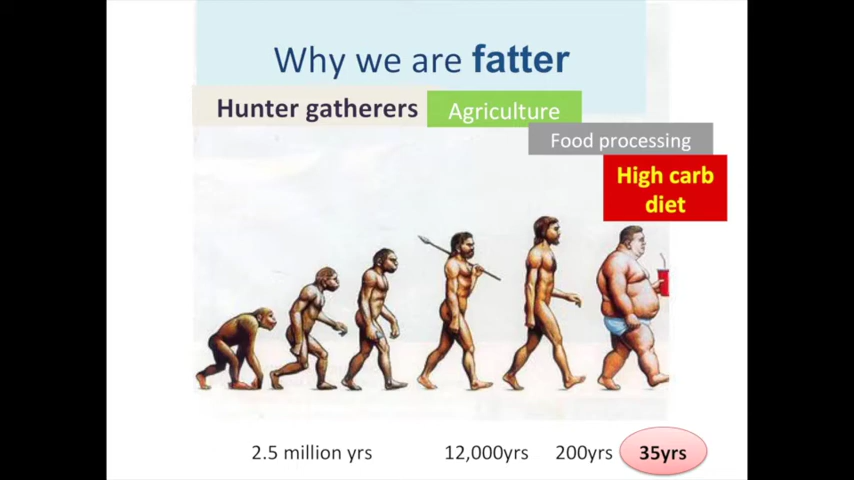 Why we are fatter
Hunter gatherers
Agriculture
Food processing
High carb
diet
2.5 million yrs
12,000yrs
200yrs
35yrs